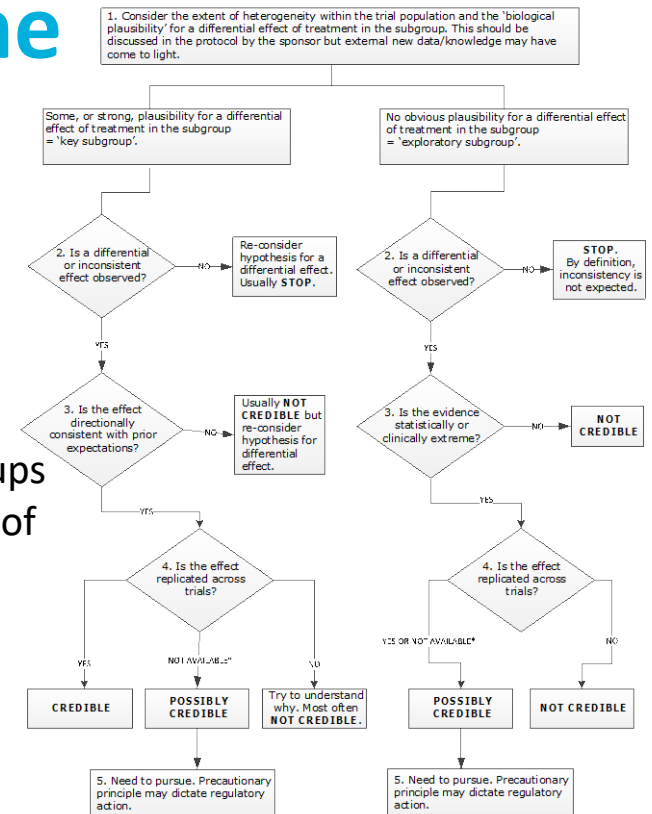 ne
1. Consider the extent of heterogeneity within the trial population and the ‘biological
plausibility’ for a differential effect of treatment in the subgroup. This should be
discussed in the protocol by the sponsor but external new data/knowledge may have
come to light.
Some, or strong, plausibility for a differential
effect of treatment in the subgroup
= ‘key subgroup’.
No obvious plausibility for a differential effect
of treatment in the subgroup
= ‘exploratory subgroup’.
2. Is a differential
or inconsistent
effect observed?
NO
Re-consider
hypothesis for a
differential effect.
Usually STOP.
2. Is a differential
or inconsistent
effect observed?
NO
STOP.
By definition,
inconsistency is
not expected.
YES
YES
3. Is the effect
directionally
consistent with prior
expectations?
NO
Usually NOT
CREDIBLE but
re-consider
hypothesis for
differential
effect.
3. Is the evidence
statistically or
clinically extreme?
NO
NOT
CREDIBLE
ups
of
YES
YES
4. Is the effect
replicated across
trials?
4. Is the effect
replicated across
trials?
YES
NOT AVAILABLE*
NO
YES OR NOT AVAILABLE*
NO
CREDIBLE
POSSIBLY
CREDIBLE
Try to understand
why. Most often
NOT CREDIBLE.
POSSIBLY
CREDIBLE
NOT CREDIBLE
5. Need to pursue. Precautionary
principle may dictate regulatory
action.
5. Need to pursue. Precautionary
principle may dictate regulatory
action.